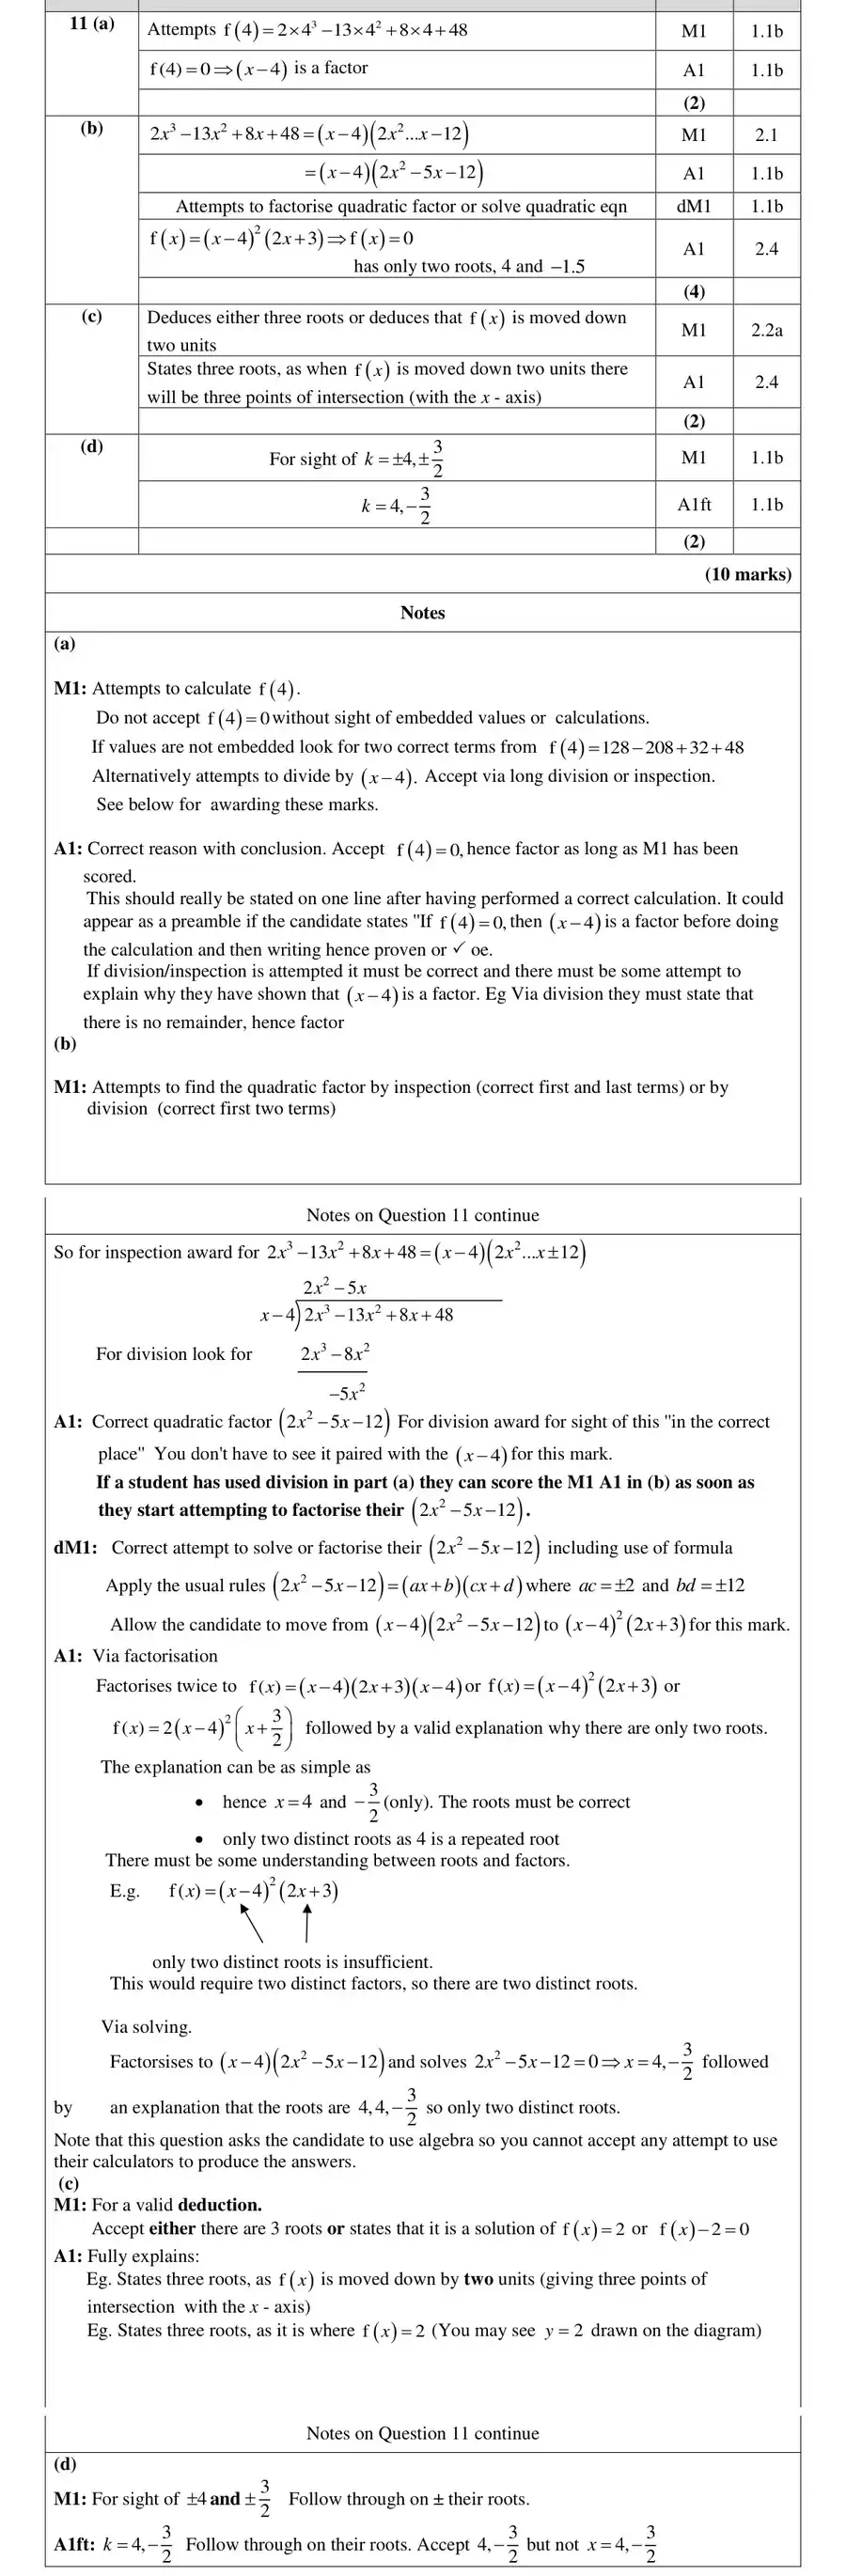 11 (a) Attempts f(4) = 2×4³ −13×4² +8×4+48 M1 1.1b
f(4) = 0 ⇒ (x−4) is a factor A1 1.1b
(2)
(b) 2x³ −13x² +8x+48 = (x−4)(2x²...x−12) M1 2.1
= (x−4)(2x² −5x−12) A1 1.1b
Attempts to factorise quadratic factor or solve quadratic eqn dM1 1.1b
f(x) = (x−4)² (2x+3) ⇒ f(x) = 0
has only two roots, 4 and −1.5 A1 2.4
(4)
(c) Deduces either three roots or deduces that f(x) is moved down
two units M1 2.2a
States three roots, as when f(x) is moved down two units there
will be three points of intersection (with the x - axis) A1 2.4
(2)
(d) For sight of k = ±4, ±3/2 M1 1.1b
k = 4, −3/2 A1ft 1.1b
(2)
(10 marks)
Notes
(a)
M1: Attempts to calculate f(4).
Do not accept f(4) = 0 without sight of embedded values or calculations.
If values are not embedded look for two correct terms from f(4) = 128−208+32+48
Alternatively attempts to divide by (x−4). Accept via long division or inspection.
See below for awarding these marks.
A1: Correct reason with conclusion. Accept f(4) = 0, hence factor as long as M1 has been
scored.
This should really be stated on one line after having performed a correct calculation. It could
appear as a preamble if the candidate states "If f(4) = 0, then (x−4) is a factor before doing
the calculation and then writing hence proven or ✓ oe.
If division/inspection is attempted it must be correct and there must be some attempt to
explain why they have shown that (x−4) is a factor. Eg Via division they must state that
there is no remainder, hence factor
(b)
M1: Attempts to find the quadratic factor by inspection (correct first and last terms) or by
division (correct first two terms)
Notes on Question 11 continue
So for inspection award for 2x³ −13x² +8x+48 = (x−4)(2x²...x±12)
2x² −5x
x−4)2x³ −13x² +8x+48
For division look for 2x³ −8x²
−5x²
A1: Correct quadratic factor (2x² −5x−12) For division award for sight of this "in the correct
place" You don't have to see it paired with the (x−4) for this mark.
If a student has used division in part (a) they can score the M1 A1 in (b) as soon as
they start attempting to factorise their (2x² −5x−12).
dM1: Correct attempt to solve or factorise their (2x² −5x−12) including use of formula
Apply the usual rules (2x² −5x−12) = (ax+b)(cx+d) where ac = ±2 and bd = ±12
Allow the candidate to move from (x−4)(2x² −5x−12) to (x−4)² (2x+3) for this mark.
A1: Via factorisation
Factorises twice to f(x) = (x−4)(2x+3)(x−4) or f(x) = (x−4)² (2x+3) or
f(x) = 2(x−4)² (x+3/2) followed by a valid explanation why there are only two roots.
The explanation can be as simple as
• hence x = 4 and −3/2 (only). The roots must be correct
• only two distinct roots as 4 is a repeated root
There must be some understanding between roots and factors.
E.g. f(x) = (x−4)² (2x+3)
only two distinct roots is insufficient.
This would require two distinct factors, so there are two distinct roots.
Via solving.
Factorsises to (x−4)(2x² −5x−12) and solves 2x² −5x−12 = 0 ⇒ x = 4, −3/2 followed
by an explanation that the roots are 4, 4, −3/2 so only two distinct roots.
Note that this question asks the candidate to use algebra so you cannot accept any attempt to use
their calculators to produce the answers.
(c)
M1: For a valid deduction.
Accept either there are 3 roots or states that it is a solution of f(x) = 2 or f(x)−2 = 0
A1: Fully explains:
Eg. States three roots, as f(x) is moved down by two units (giving three points of
intersection with the x - axis)
Eg. States three roots, as it is where f(x) = 2 (You may see y = 2 drawn on the diagram)
Notes on Question 11 continue
(d)
M1: For sight of ±4 and ±3/2 Follow through on ± their roots.
A1ft: k = 4, −3/2 Follow through on their roots. Accept 4, −3/2 but not x = 4, −3/2